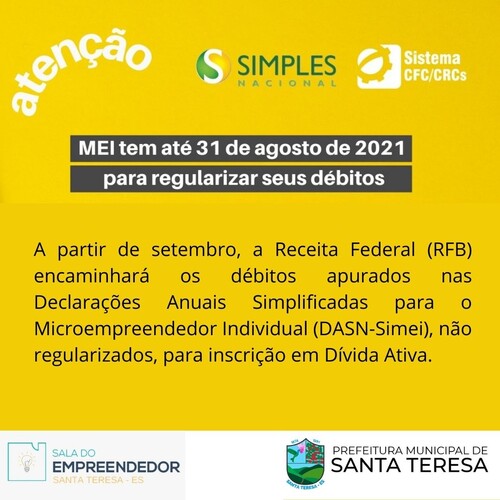 atenção
SIMPLES
NACIONAL
Sistema
CFC/CRCs
MEI tem até 31 de agosto de 2021
para regularizar seus débitos
A partir de setembro, a Receita Federal (RFB)
encaminhará os débitos apurados nas
Declarações Anuais Simplificadas para o
Microempreendedor Individual (DASN-Simei), não
regularizados, para inscrição em Dívida Ativa.
SALA DO
EMPREENDEDOR
SANTA TERESA - ES
PREFEITURA MUNICIPAL DE
SANTA TERESA